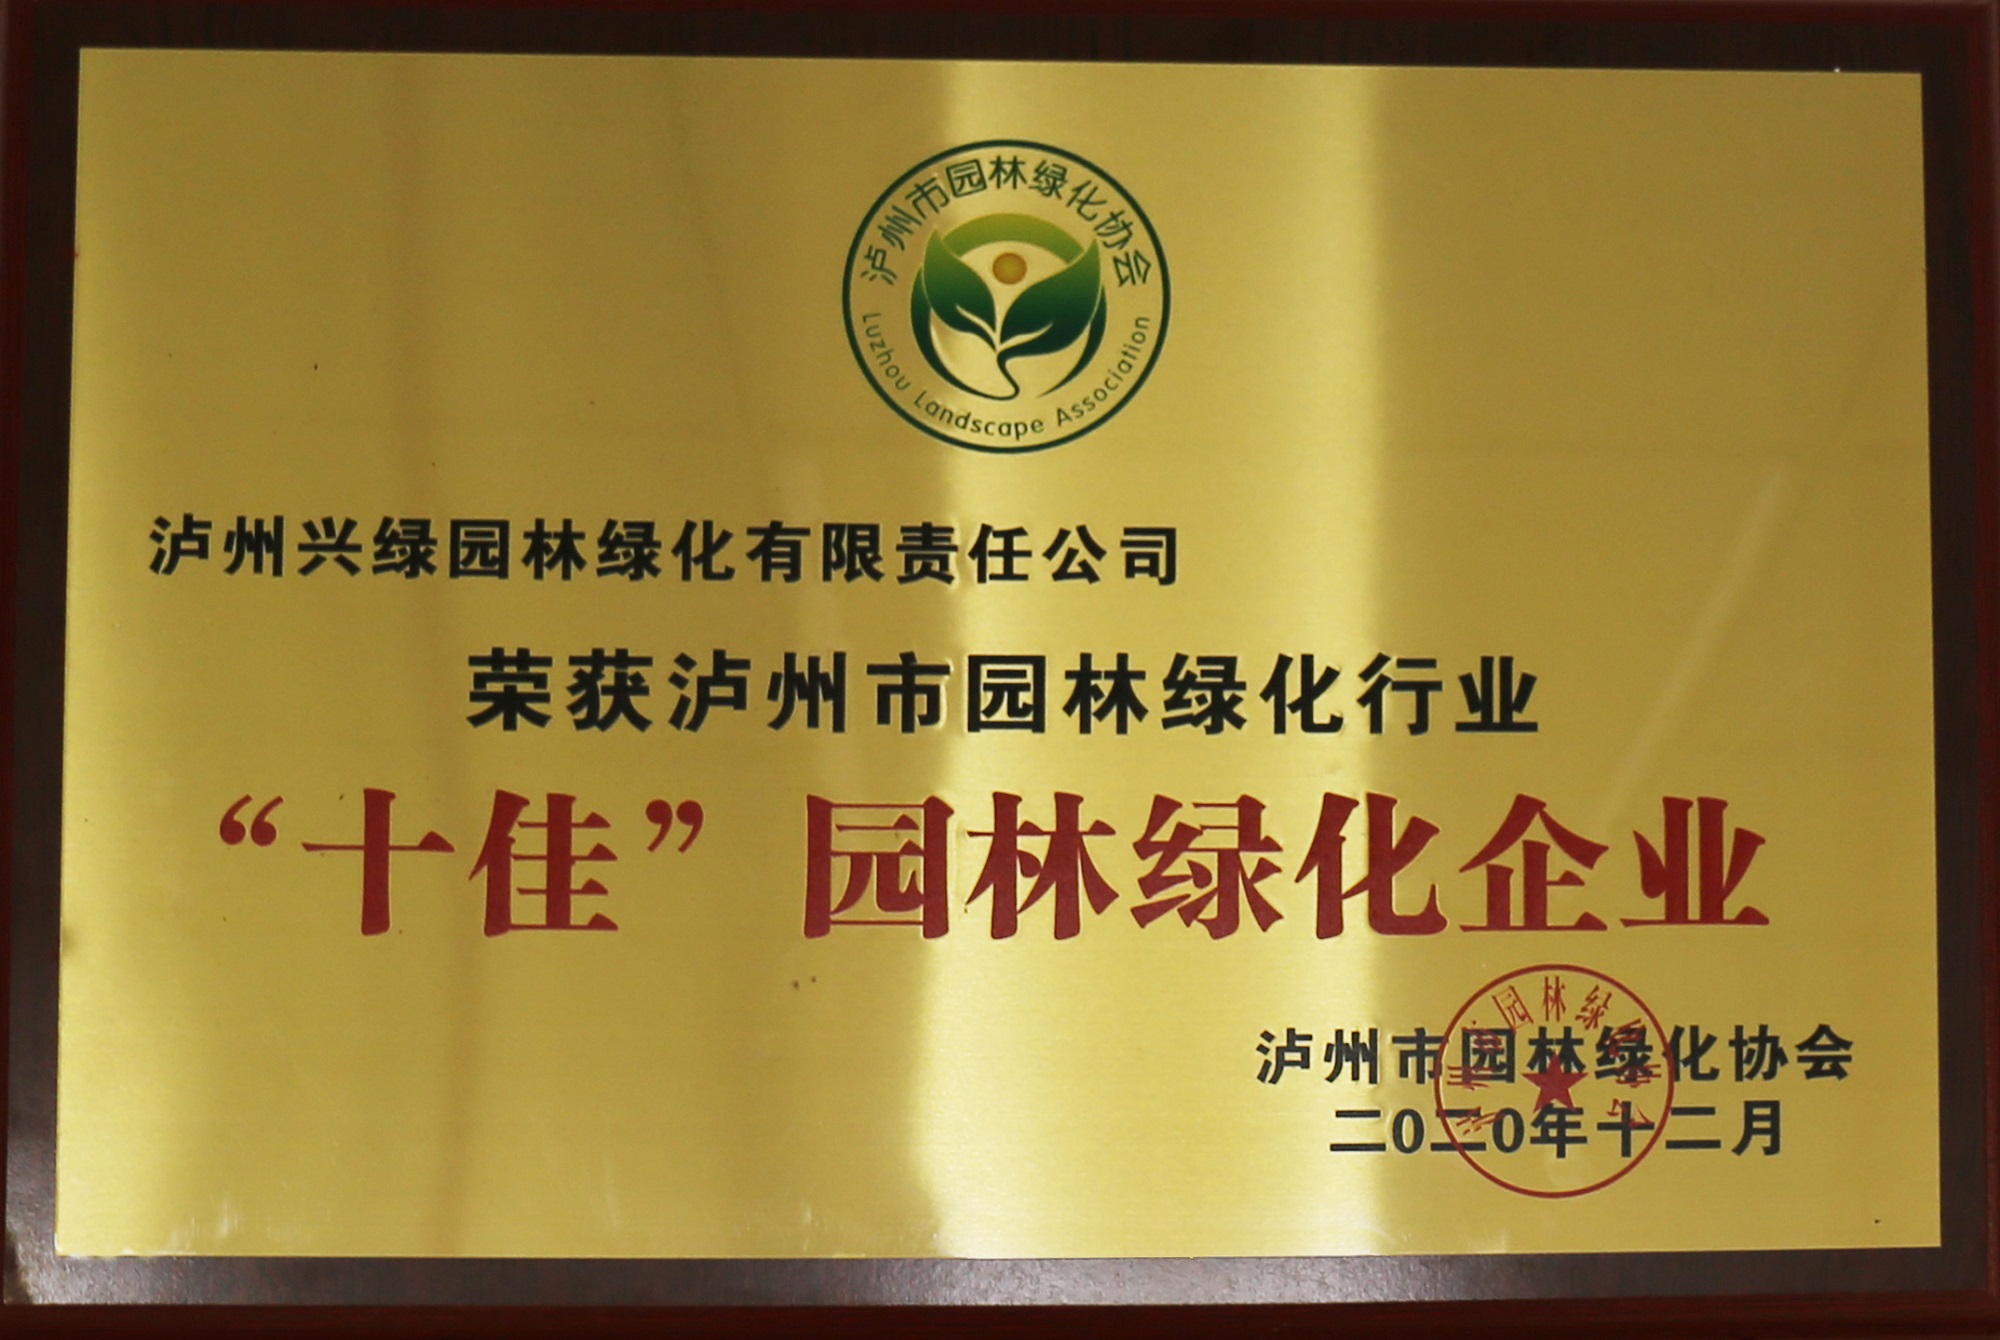 泸州市园林绿化协会
Luzhou Landscape Association
泸州兴绿园林绿化有限责任公司
荣获泸州市园林绿化行业
“十佳”园林绿化企业
泸州市园林绿化协会
二0二0年十二月